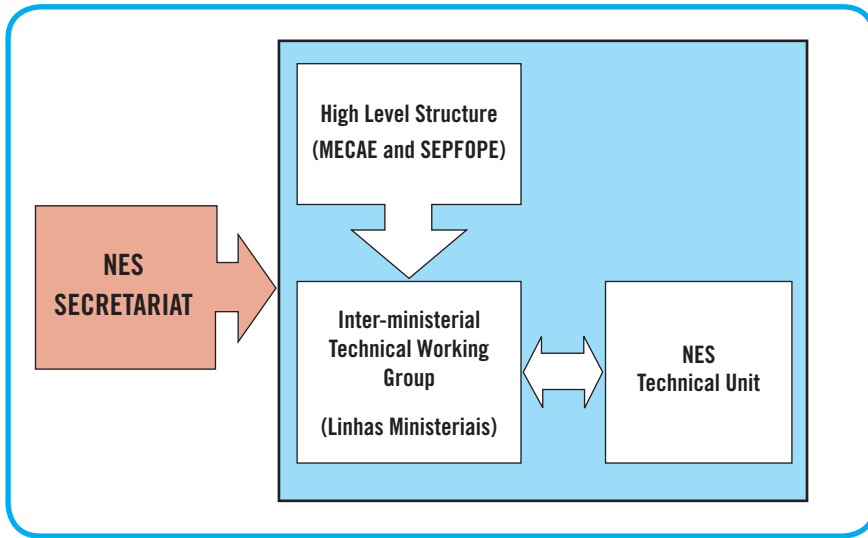 High Level Structure
(MECAE and SEPFOPE)
NES
SECRETARIAT
Inter-ministerial
Technical Working
Group
(Linhas Ministeriais)
NES
Technical Unit